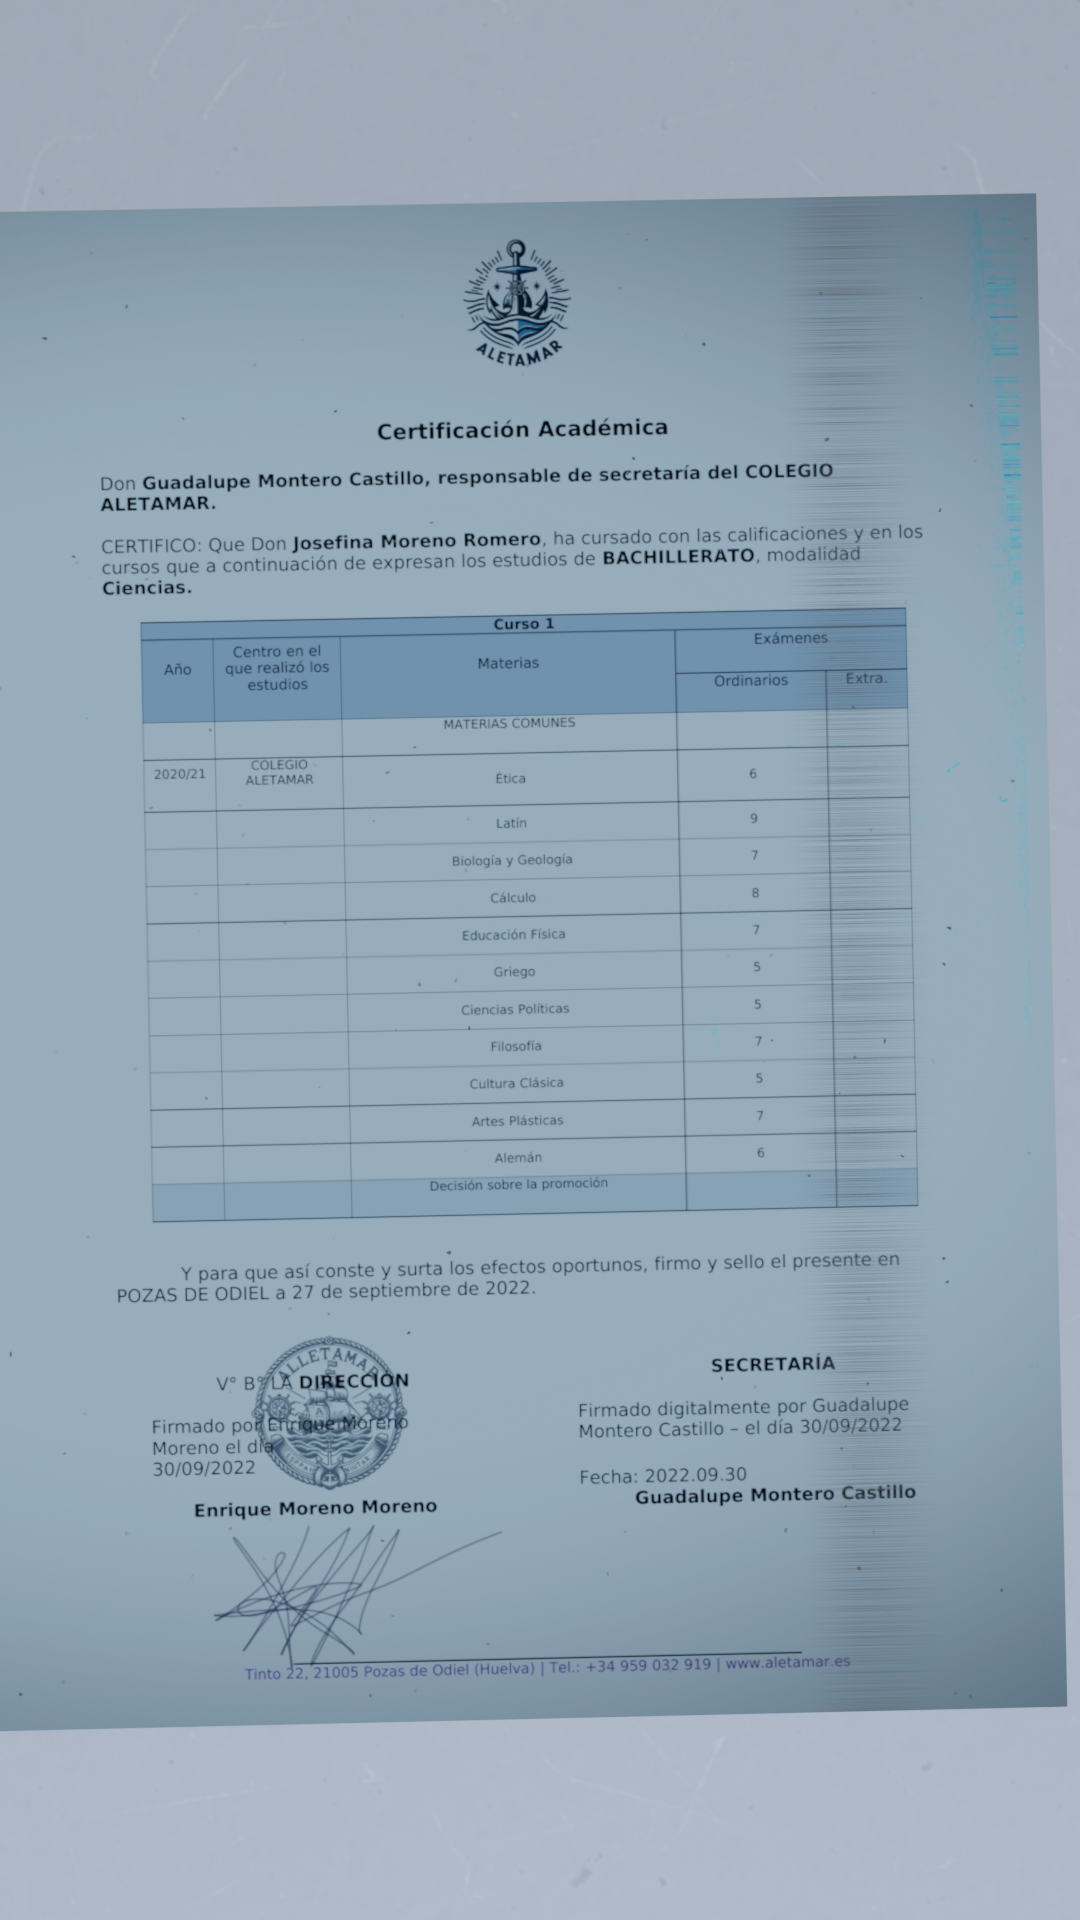 ALETAMAR
Certificación Académica
Don Guadalupe Montero Castillo, responsable de secretaría del COLEGIO
ALETAMAR.
CERTIFICO: Que Don Josefina Moreno Romero, ha cursado con las calificaciones y en los
cursos que a continuación de expresan los estudios de BACHILLERATO, modalidad
Ciencias.
Curso 1
Año
Centro en el
que realizó los
estudios
Materias
Exámenes
Ordinarios
Extra.
MATERIAS COMUNES
2020/21
COLEGIO
ALETAMAR
Ética 6
Latín 9
Biología y Geología 7
Cálculo 8
Educación Física 7
Griego 5
Ciencias Políticas 5
Filosofía 7
Cultura Clásica 5
Artes Plásticas 7
Alemán 6
Decisión sobre la promoción
Y para que así conste y surta los efectos oportunos, firmo y sello el presente en
POZAS DE ODIEL a 27 de septiembre de 2022.
ALLETAMAR
Vº Bº LA DIRECCIÓN
Firmado por Enrique Moreno
Moreno el día
30/09/2022
Enrique Moreno Moreno
SECRETARÍA
Firmado digitalmente por Guadalupe
Montero Castillo – el día 30/09/2022
Fecha: 2022.09.30
Guadalupe Montero Castillo
Tinto 22, 21005 Pozas de Odiel (Huelva) | Tel.: +34 959 032 919 | www.aletamar.es